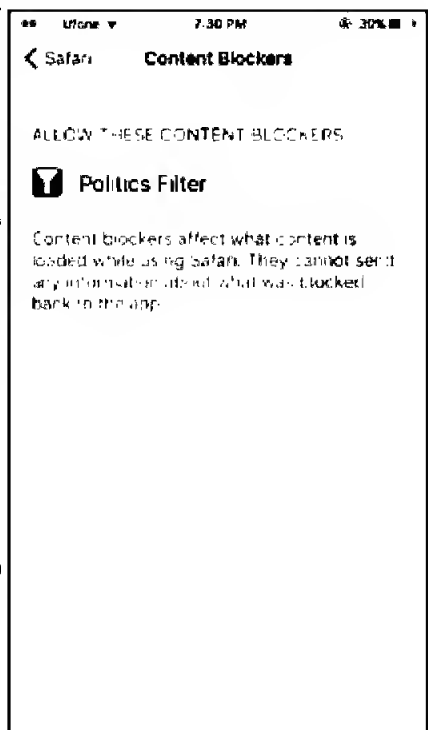 Ufone 7:30 PM 30%
Safari Content Blockers
ALLOW THESE CONTENT BLOCKERS
Politics Filter
Content blockers affect what content is
loaded while using Safari. They cannot send
any information about what was blocked
back to the app